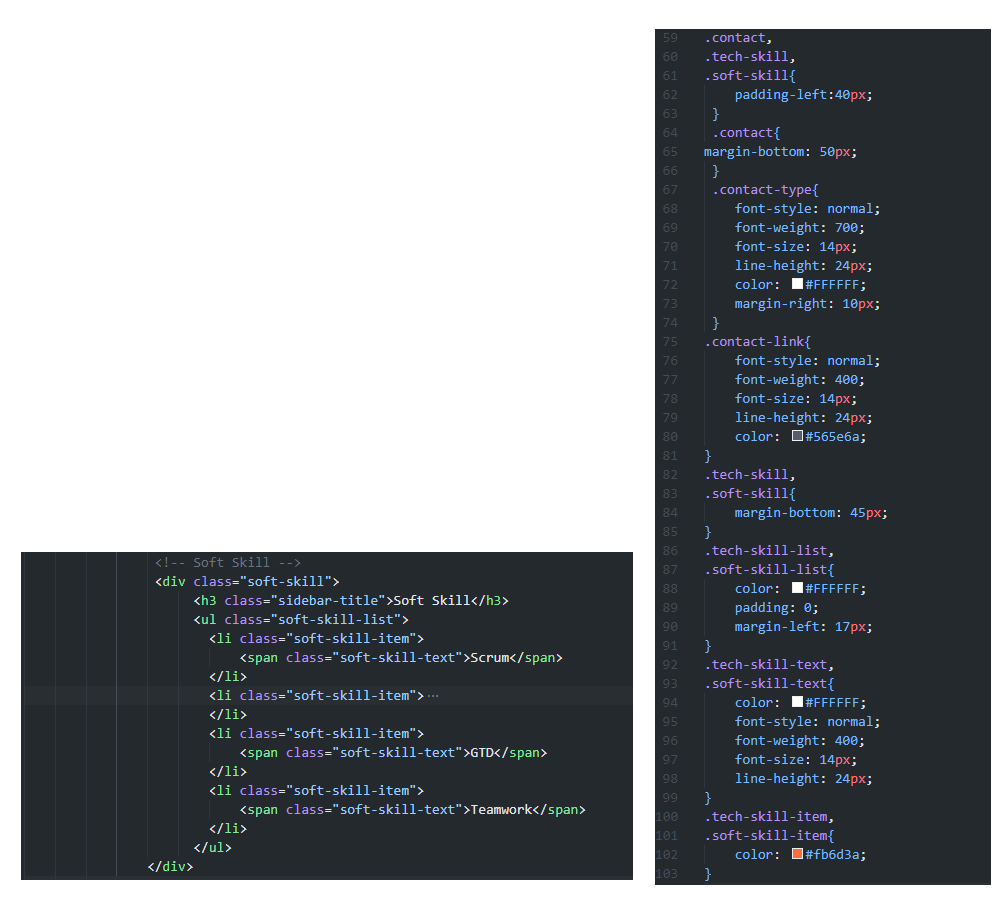 <!-- Soft Skill -->
<div class="soft-skill">
<h3 class="sidebar-title">Soft Skill</h3>
<ul class="soft-skill-list">
<li class="soft-skill-item">
<span class="soft-skill-text">Scrum</span>
</li>
<li class="soft-skill-item">···
</li>
<li class="soft-skill-item">
<span class="soft-skill-text">GTD</span>
</li>
<li class="soft-skill-item">
<span class="soft-skill-text">Teamwork</span>
</li>
</ul>
</div>
59 .contact,
60 .tech-skill,
61 .soft-skill{
62 padding-left:40px;
63 }
64 .contact{
65 margin-bottom: 50px;
66 }
67 .contact-type{
68 font-style: normal;
69 font-weight: 700;
70 font-size: 14px;
71 line-height: 24px;
72 color: #FFFFFF;
73 margin-right: 10px;
74 }
75 .contact-link{
76 font-style: normal;
77 font-weight: 400;
78 font-size: 14px;
79 line-height: 24px;
80 color: #565e6a;
81 }
82 .tech-skill,
83 .soft-skill{
84 margin-bottom: 45px;
85 }
86 .tech-skill-list,
87 .soft-skill-list{
88 color: #FFFFFF;
89 padding: 0;
90 margin-left: 17px;
91 }
92 .tech-skill-text,
93 .soft-skill-text{
94 color: #FFFFFF;
95 font-style: normal;
96 font-weight: 400;
97 font-size: 14px;
98 line-height: 24px;
99 }
100 .tech-skill-item,
101 .soft-skill-item{
102 color: #fb6d3a;
103 }